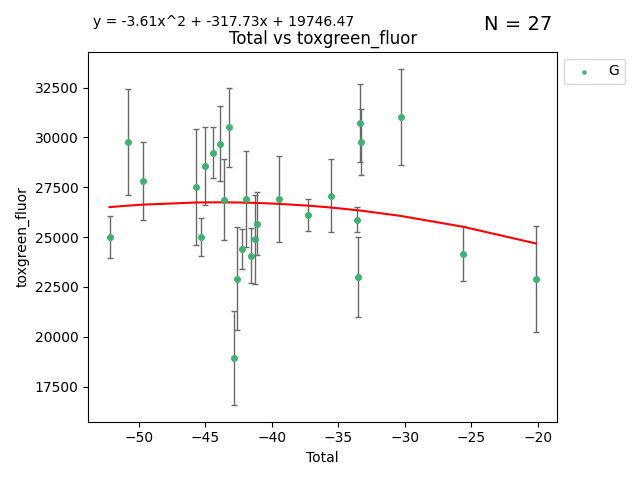 y = -3.61x^2 + -317.73x + 19746.47
N = 27
Total vs toxgreen_fluor
G
32500
30000
27500
25000
22500
20000
17500
toxgreen_fluor
−50
−45
−40
−35
−30
−25
−20
Total